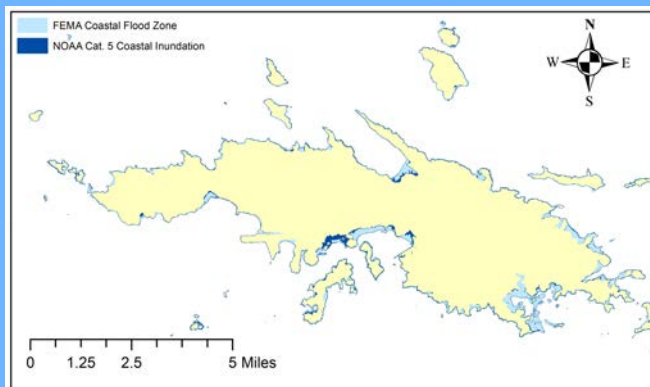 FEMA Coastal Flood Zone
NOAA Cat. 5 Coastal Inundation
N
W E
S
0 1.25 2.5 5 Miles